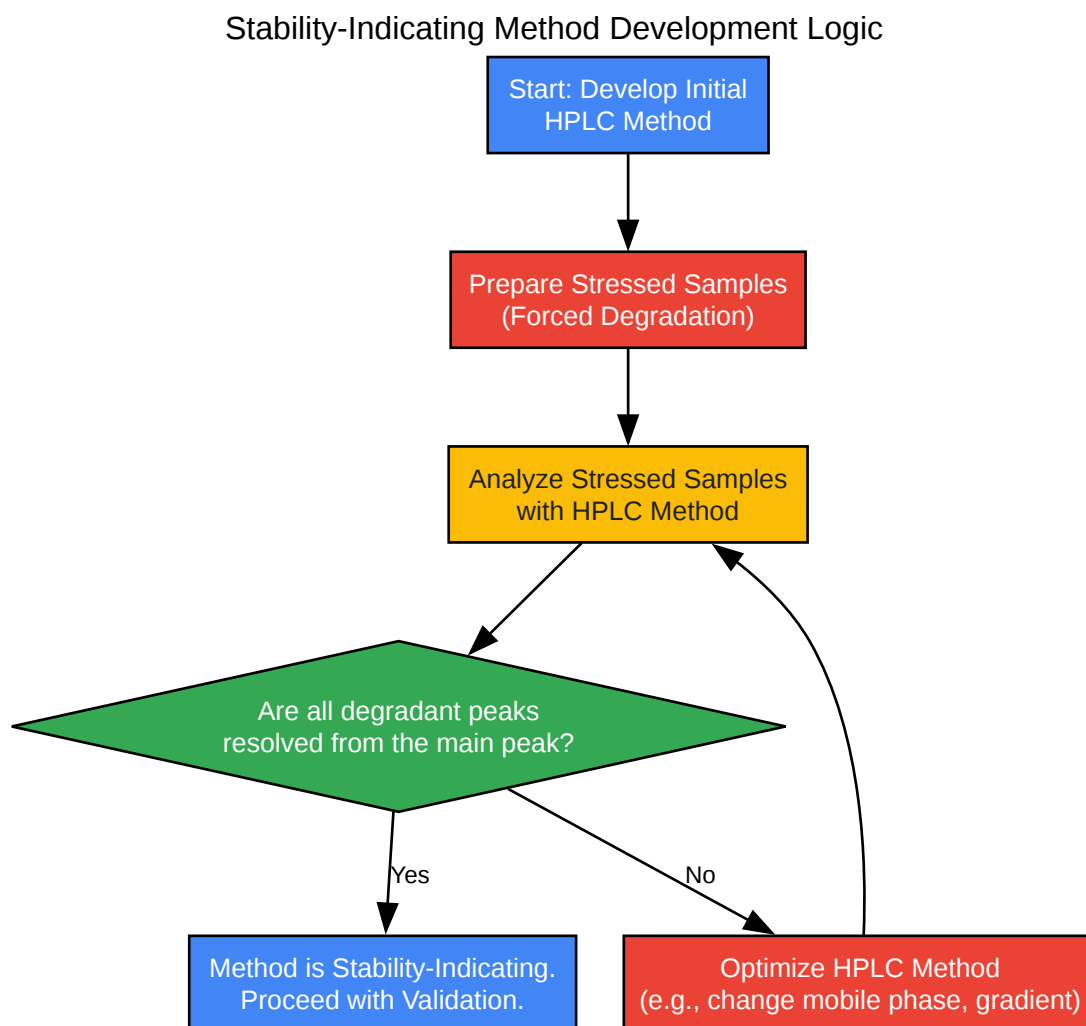 Stability-Indicating Method Development Logic
Start: Develop Initial
HPLC Method
Prepare Stressed Samples
(Forced Degradation)
Analyze Stressed Samples
with HPLC Method
Are all degradant peaks
resolved from the main peak?
Yes
No
Method is Stability-Indicating.
Proceed with Validation.
Optimize HPLC Method
(e.g., change mobile phase, gradient)